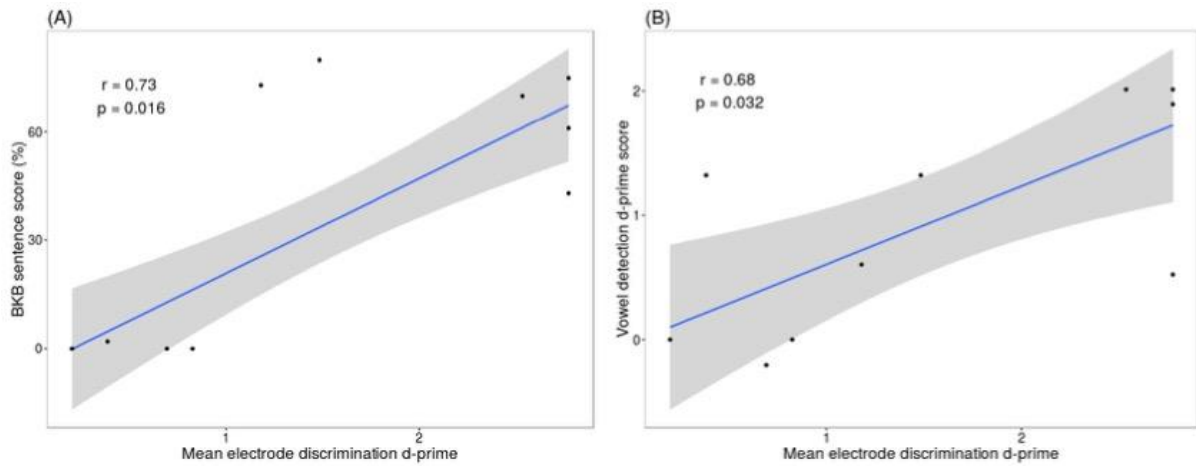 (A)
r = 0.73
p = 0.016
60
30
0
BKB sentence score (%)
1
2
Mean electrode discrimination d-prime
(B)
r = 0.68
p = 0.032
2
1
0
Vowel detection d-prime score
1
2
Mean electrode discrimination d-prime